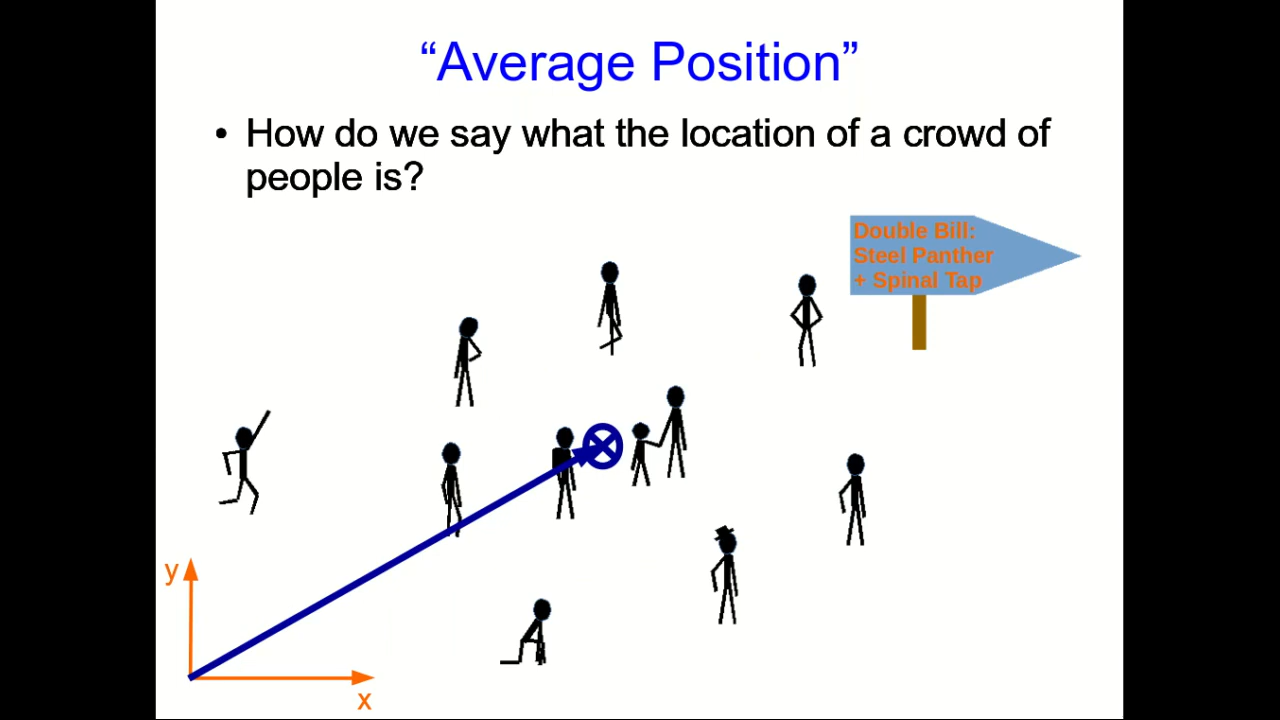 “Average Position”
• How do we say what the location of a crowd of
people is?
Double Bill:
Steel Panther
+ Spinal Tap
y
x